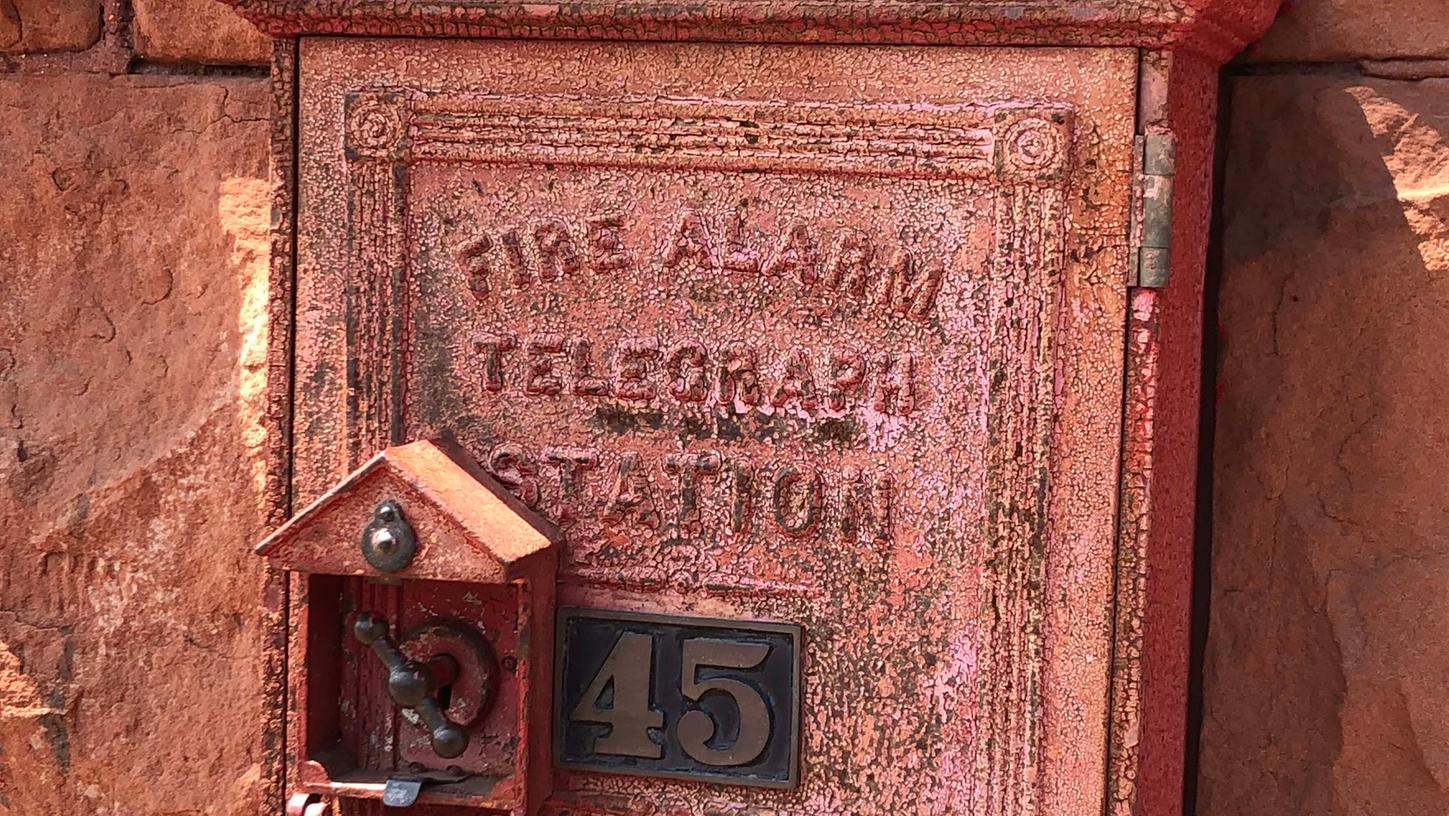 FIRE ALARM
TELEGRAPH
STATION
45